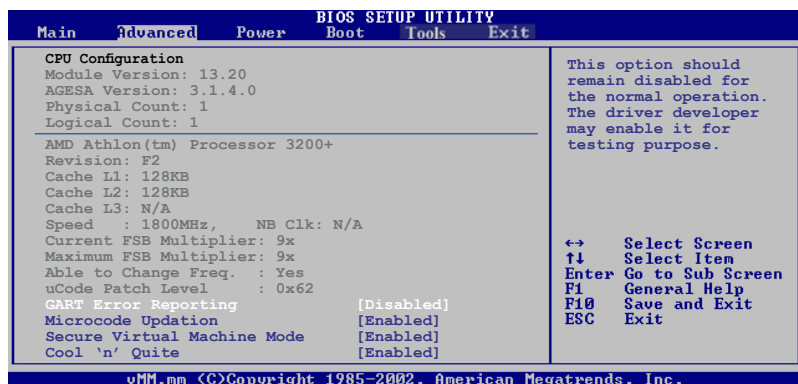 BIOS SETUP UTILITY
Main Advanced Power Boot Tools Exit
CPU Configuration
Module Version: 13.20
AGESA Version: 3.1.4.0
Physical Count: 1
Logical Count: 1
AMD Athlon(tm) Processor 3200+
Revision: F2
Cache L1: 128KB
Cache L2: 128KB
Cache L3: N/A
Speed : 1800MHz, NB Clk: N/A
Current FSB Multiplier: 9x
Maximum FSB Multiplier: 9x
Able to Change Freq. : Yes
uCode Patch Level : 0x62
GART Error Reporting [Disabled]
Microcode Updation [Enabled]
Secure Virtual Machine Mode [Enabled]
Cool 'n' Quite [Enabled]
This option should
remain disabled for
the normal operation.
The driver developer
may enable it for
testing purpose.
↔ Select Screen
↑↓ Select Item
Enter Go to Sub Screen
F1 General Help
F10 Save and Exit
ESC Exit
vMM.mm (C)Copyright 1985-2002, American Megatrends, Inc.